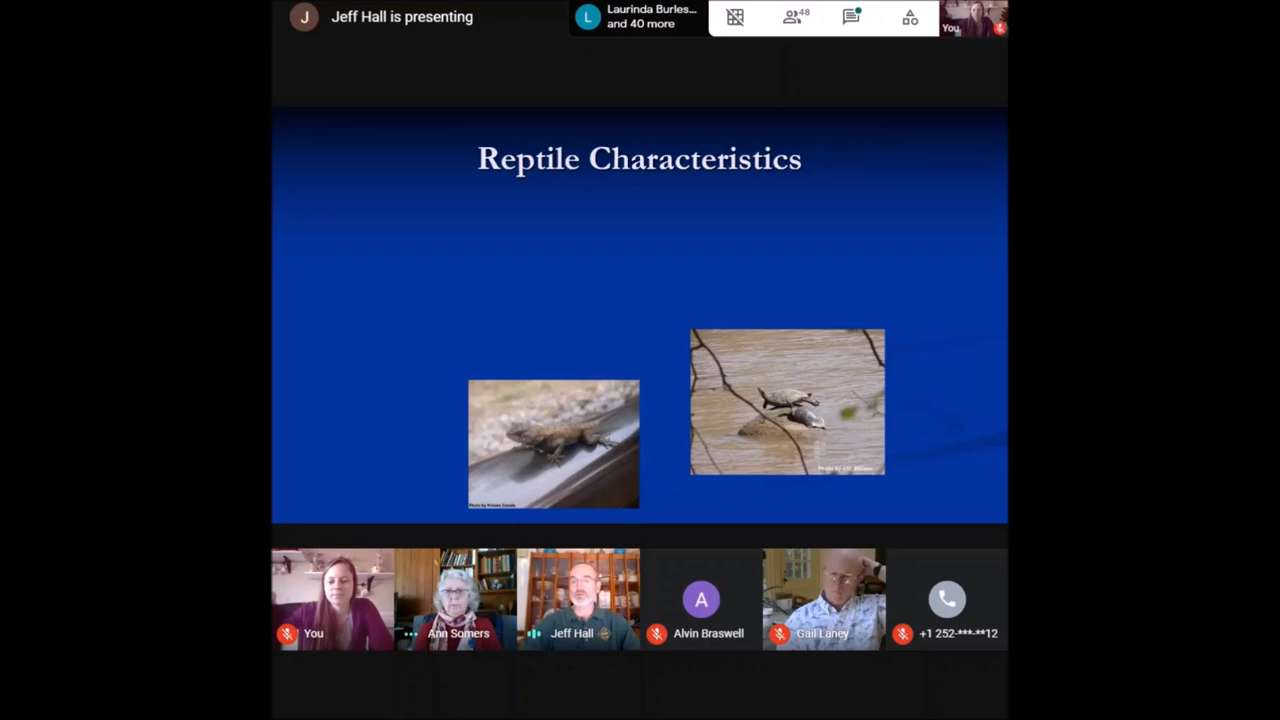 J
Jeff Hall is presenting
L
Laurinda Burles...
and 40 more
48
You
Reptile Characteristics
You
Ann Somers
Jeff Hall
A
Alvin Braswell
Gail Laney
+1 252-***-**12